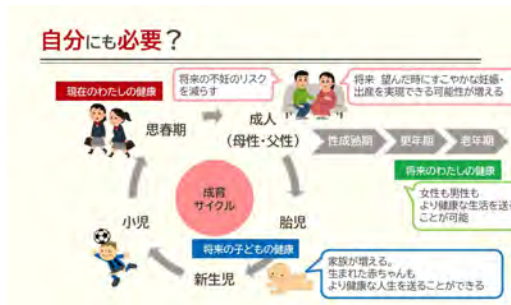 自分にも必要？
現在のわたしの健康
将来の不妊のリスク
を減らす
将来 望んだ時にすこやかな妊娠・
出産を実現できる可能性が増える
思春期
成人
（母性・父性）
性成熟期
更年期
老年期
将来のわたしの健康
女性も男性も
より健康な生活を送る
ことが可能
成育
サイクル
小児
胎児
将来の子どもの健康
新生児
家族が増える。
生まれた赤ちゃんも
より健康な人生を送ることができる